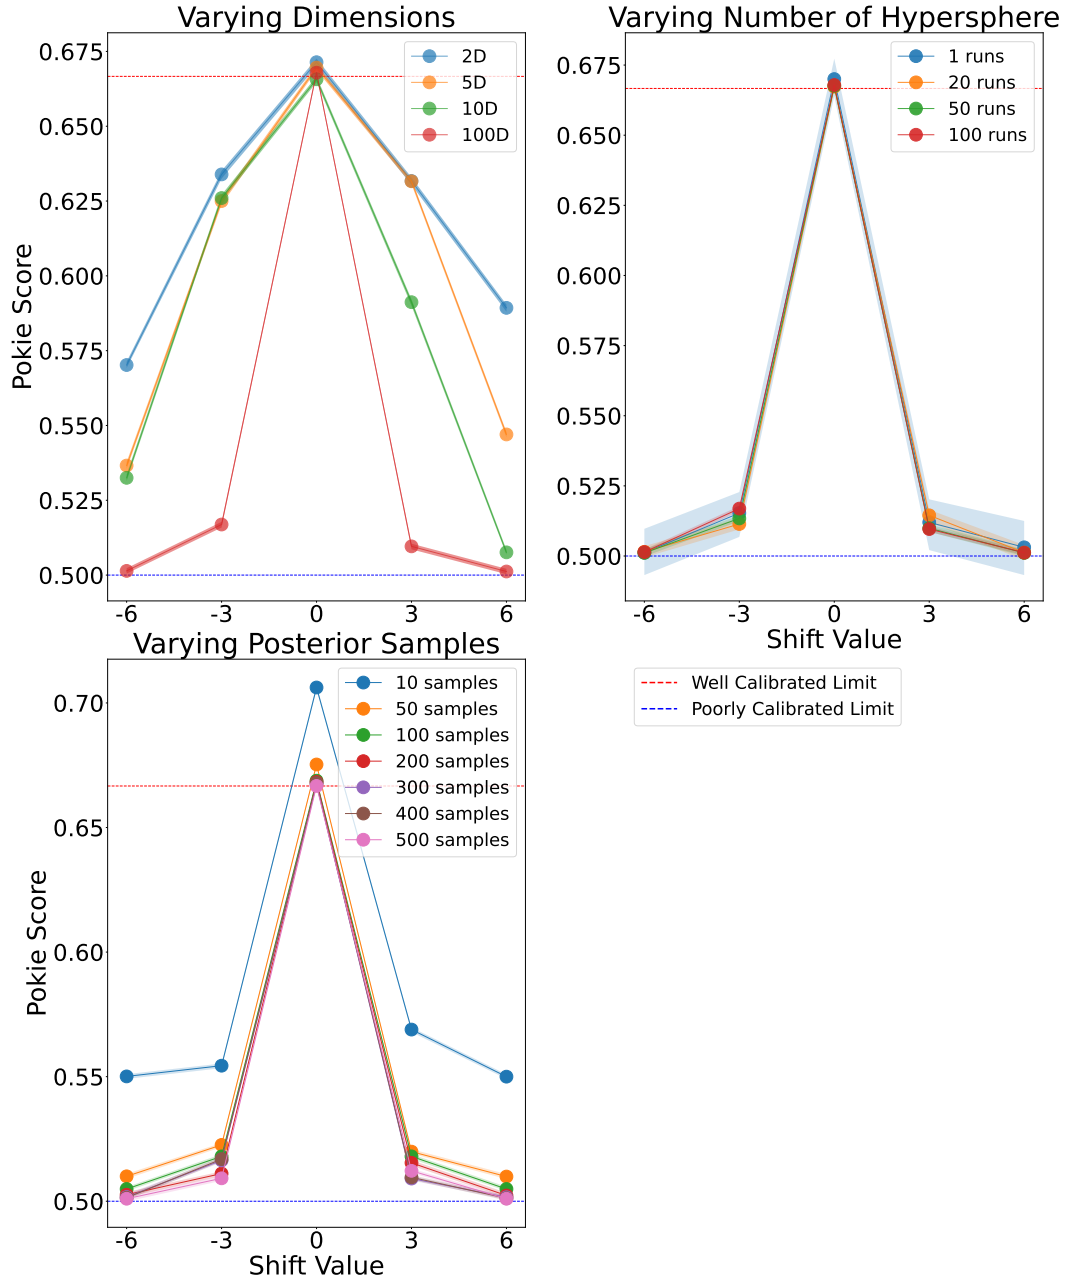 Varying Dimensions
Pokie Score
0.675
0.650
0.625
0.600
0.575
0.550
0.525
0.500
-6 -3 0 3 6
2D
5D
10D
100D
Varying Number of Hypersphere
0.675
0.650
0.625
0.600
0.575
0.550
0.525
0.500
-6 -3 0 3 6
Shift Value
1 runs
20 runs
50 runs
100 runs
Varying Posterior Samples
Pokie Score
0.70
0.65
0.60
0.55
0.50
-6 -3 0 3 6
Shift Value
10 samples
50 samples
100 samples
200 samples
300 samples
400 samples
500 samples
Well Calibrated Limit
Poorly Calibrated Limit